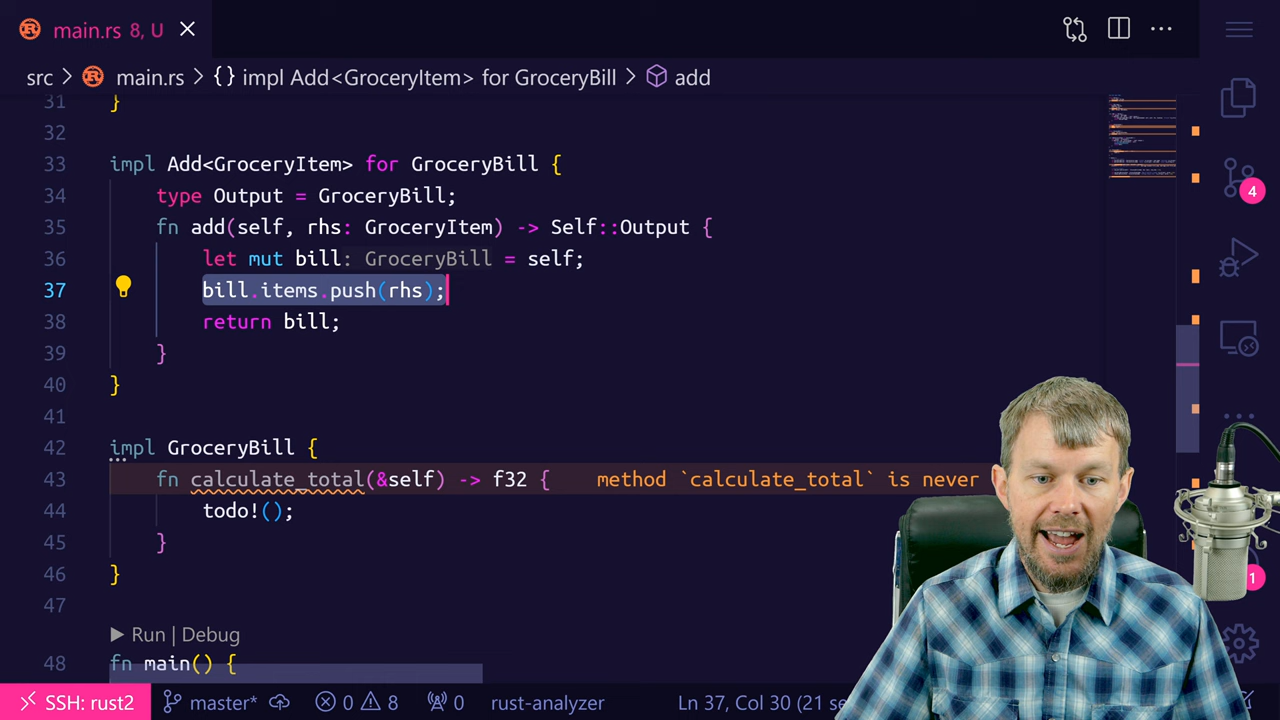 main.rs 8, U
src > main.rs > {} impl Add<GroceryItem> for GroceryBill > add
31 }
32
33 impl Add<GroceryItem> for GroceryBill {
34 type Output = GroceryBill;
35 fn add(self, rhs: GroceryItem) -> Self::Output {
36 let mut bill: GroceryBill = self;
37 bill.items.push(rhs);
38 return bill;
39 }
40 }
41
42 impl GroceryBill {
43 fn calculate_total(&self) -> f32 { method `calculate_total` is never
44 todo!();
45 }
46 }
47
▶ Run | Debug
48 fn main() {
4
1
SSH: rust2 master* 0 8 0 rust-analyzer Ln 37, Col 30 (21